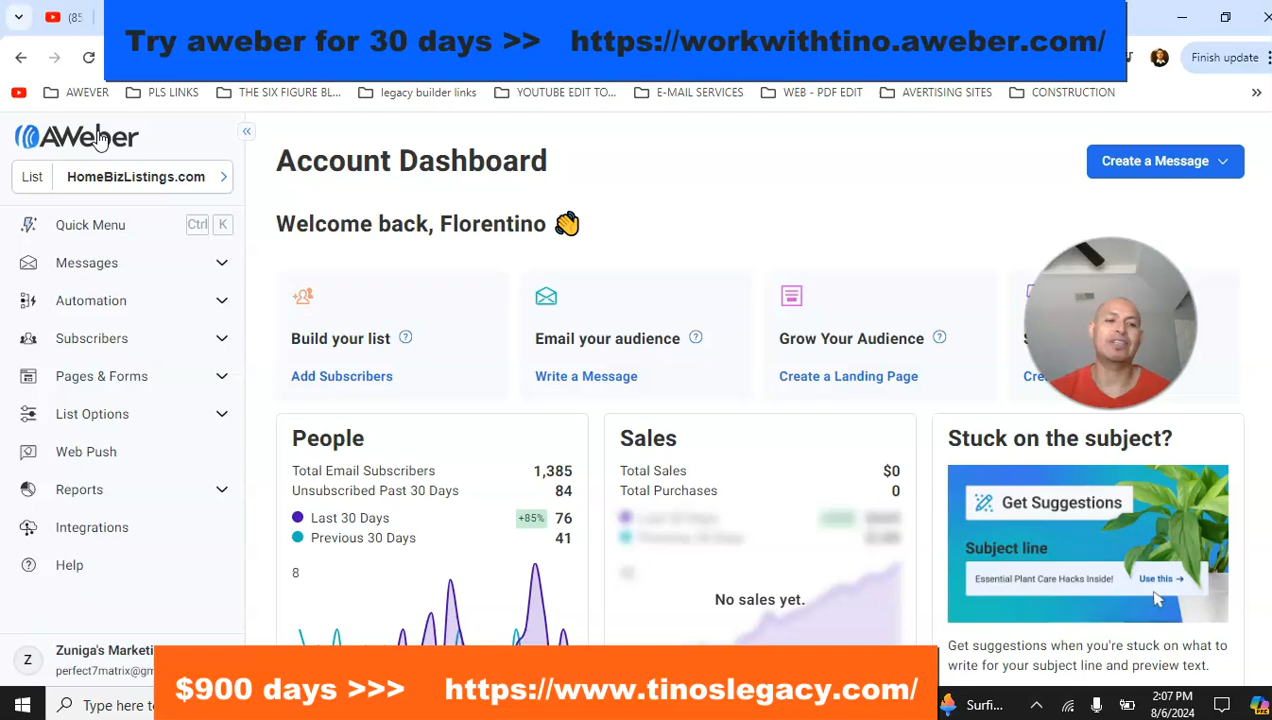 (85
Try aweber for 30 days >> https://workwithtino.aweber.com/
Finish update
AWEVER PLS LINKS THE SIX FIGURE BL... legacy builder links YOUTUBE EDIT TO... E-MAIL SERVICES WEB - PDF EDIT AVERTISING SITES CONSTRUCTION »
AWeber
List HomeBizListings.com
Quick Menu Ctrl K
Messages
Automation
Subscribers
Pages & Forms
List Options
Web Push
Reports
Integrations
Help
Zuniga's Marketi
perfect7matrix@gm
Account Dashboard
Create a Message
Welcome back, Florentino 👋
Build your list
Add Subscribers
Email your audience
Write a Message
Grow Your Audience
Create a Landing Page
People
Total Email Subscribers 1,385
Unsubscribed Past 30 Days 84
Last 30 Days +85% 76
Previous 30 Days 41
8
Sales
Total Sales $0
Total Purchases 0
No sales yet.
Stuck on the subject?
Get Suggestions
Subject line
Essential Plant Care Hacks Inside! Use this →
Get suggestions when you're stuck on what to
write for your subject line and preview text.
$900 days >>> https://www.tinoslegacy.com/
Type here to
Surfi...
2:07 PM
8/6/2024